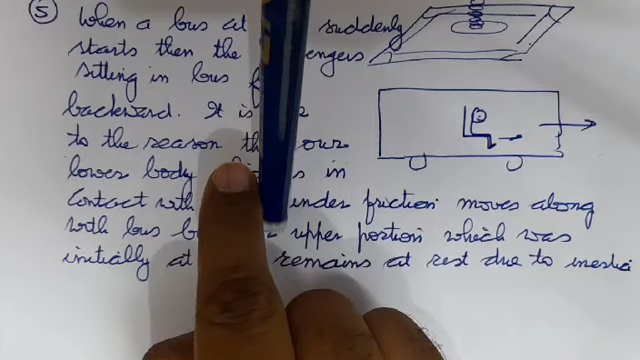 ⑤ When a bus at suddenly
starts then the
sitting in bus
backward. It is
to the reason our
lower body in
Contact with under friction moves along
with bus upper portion which was
initially at remains at rest due to inertia